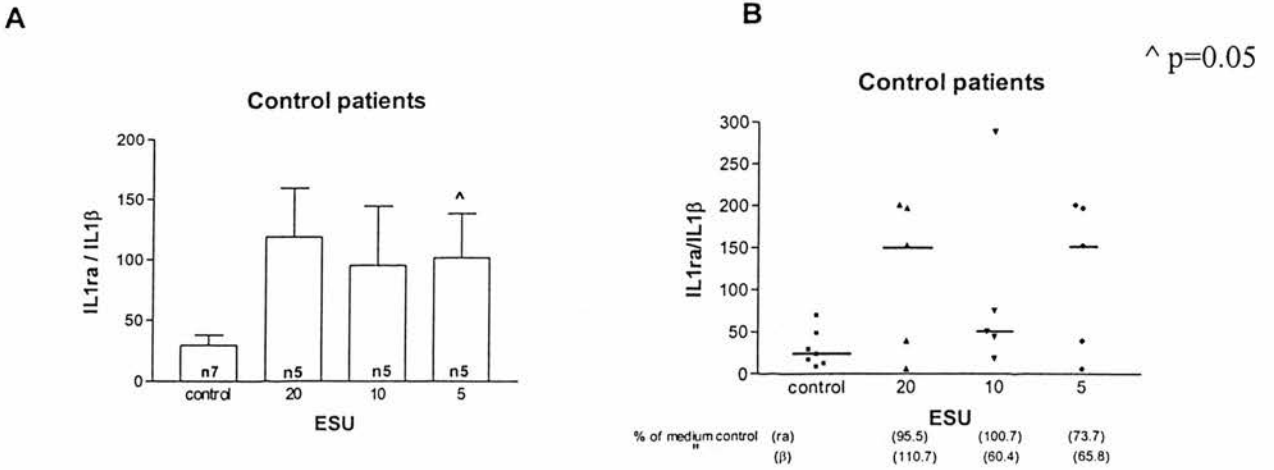 A
B
^ p=0.05
Control patients
200
150
100
50
0
IL1ra / IL1β
^
n7 n5 n5 n5
control 20 10 5
ESU
Control patients
300
250
200
150
100
50
0
IL1ra/IL1β
control 20 10 5
ESU
% of medium control (ra) (95.5) (100.7) (73.7)
" (β) (110.7) (60.4) (65.8)